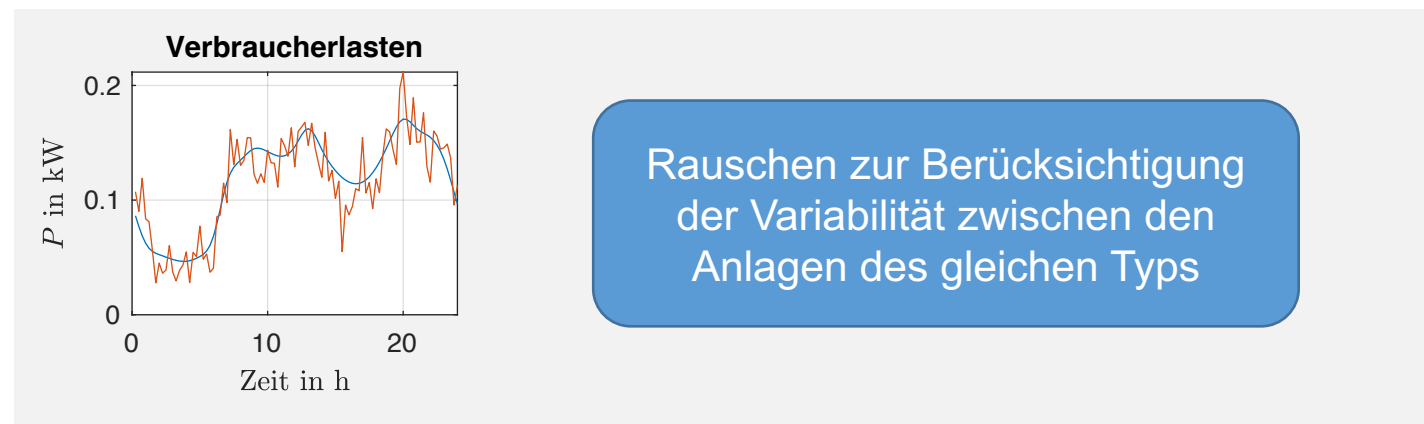 Verbraucherlasten
0.2
0.1
0
P in kW
0
10
20
Zeit in h
Rauschen zur Berücksichtigung
der Variabilität zwischen den
Anlagen des gleichen Typs